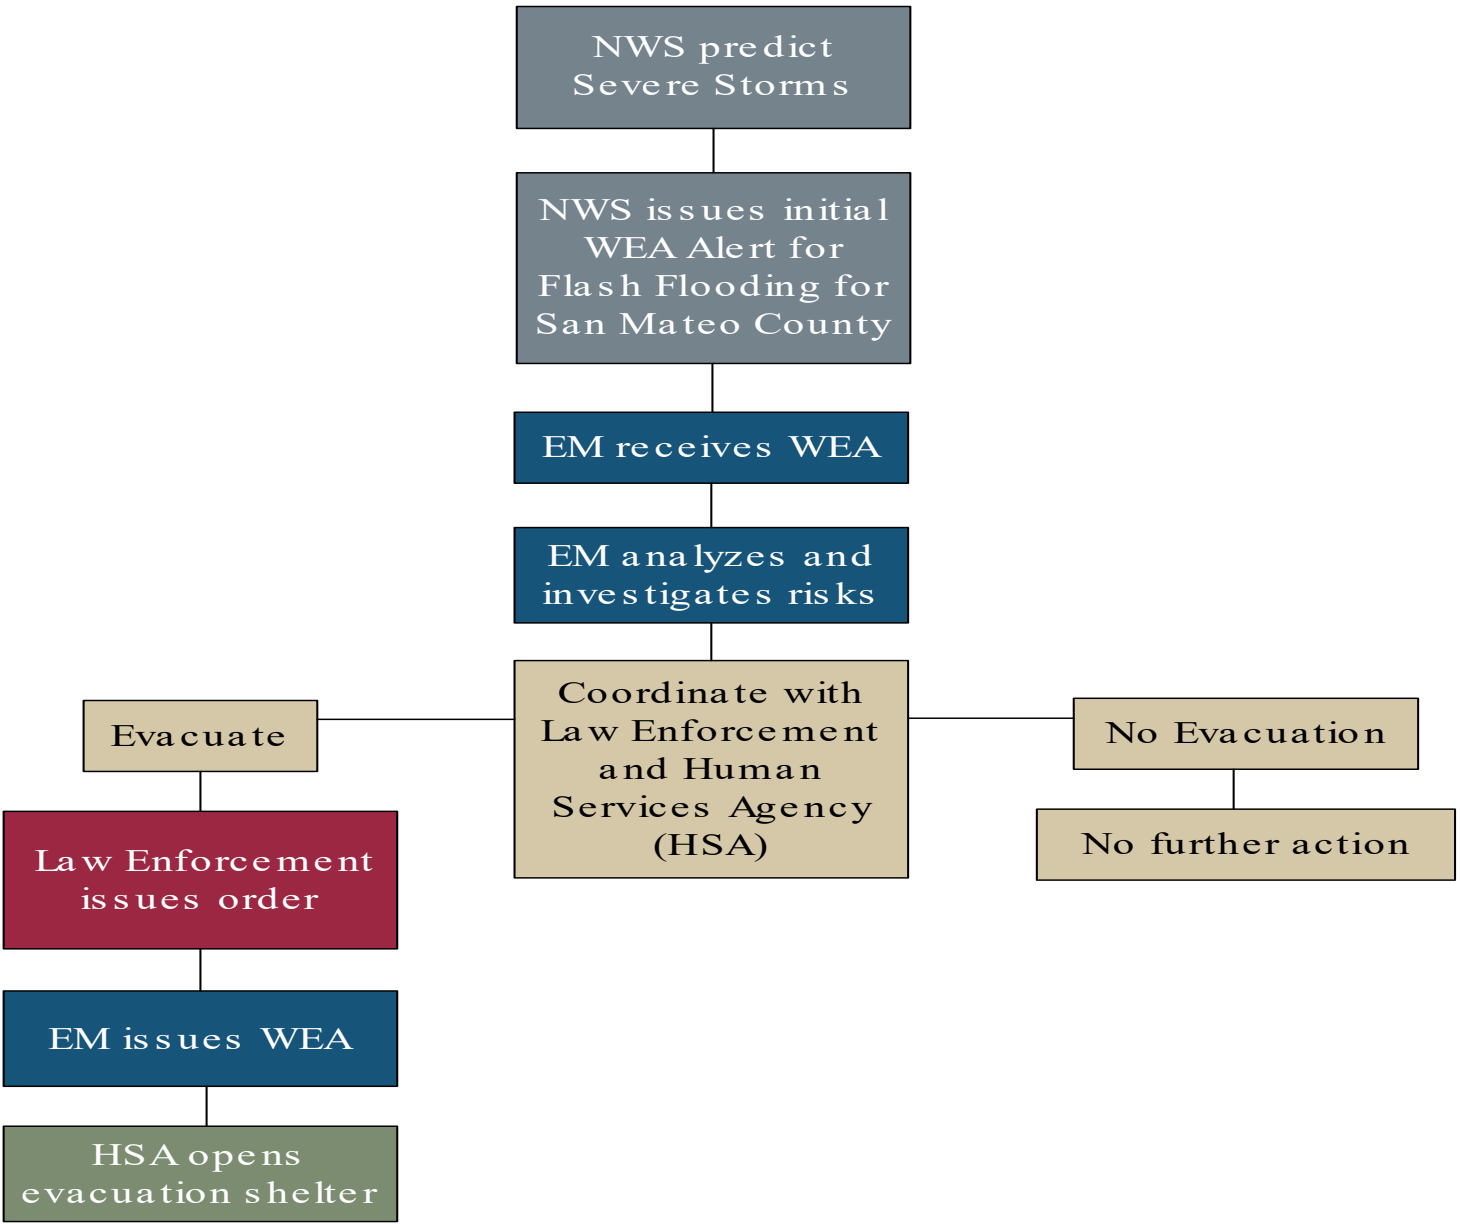 NWS predict
Severe Storms
NWS issues initial
WEA Alert for
Flash Flooding for
San Mateo County
EM receives WEA
EM analyzes and
investigates risks
Coordinate with
Law Enforcement
and Human
Services Agency
(HSA)
Evacuate
Law Enforcement
issues order
EM issues WEA
HSA opens
evacuation shelter
No Evacuation
No further action